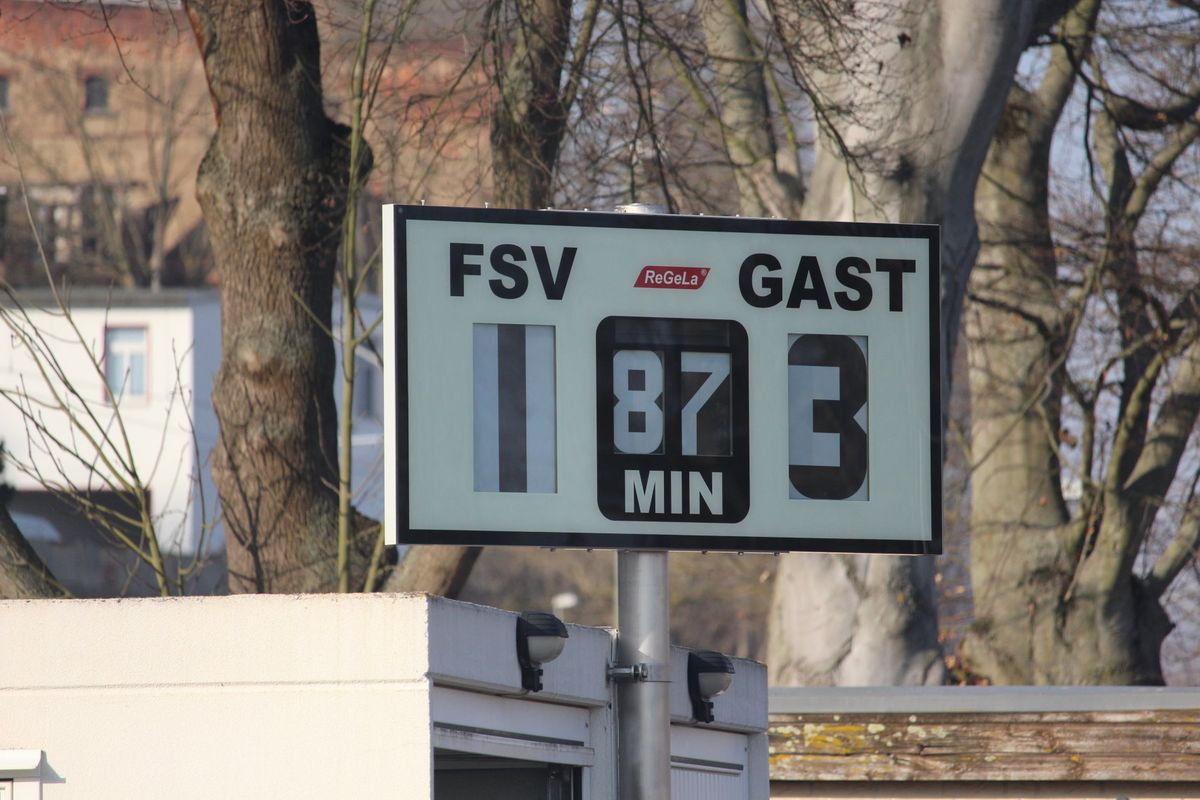 FSV ReGeLa® GAST
1 87 3
MIN